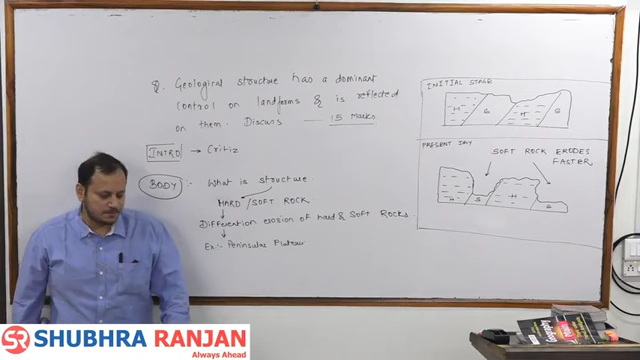 Q. Geological structure has a dominant
control on landforms & is reflected
on them. Discuss — 15 Marks
INTRO → Critiz
BODY :- What is structure.
HARD / SOFT ROCK
Differention erosion of hard & SOFT Rocks
Ex:- Peninsular Plateau
INITIAL STAGE
H S H S
PRESENT DAY
SOFT ROCK ERODES
FASTER
H S H S
SR SHUBHRA RANJAN
Always Ahead